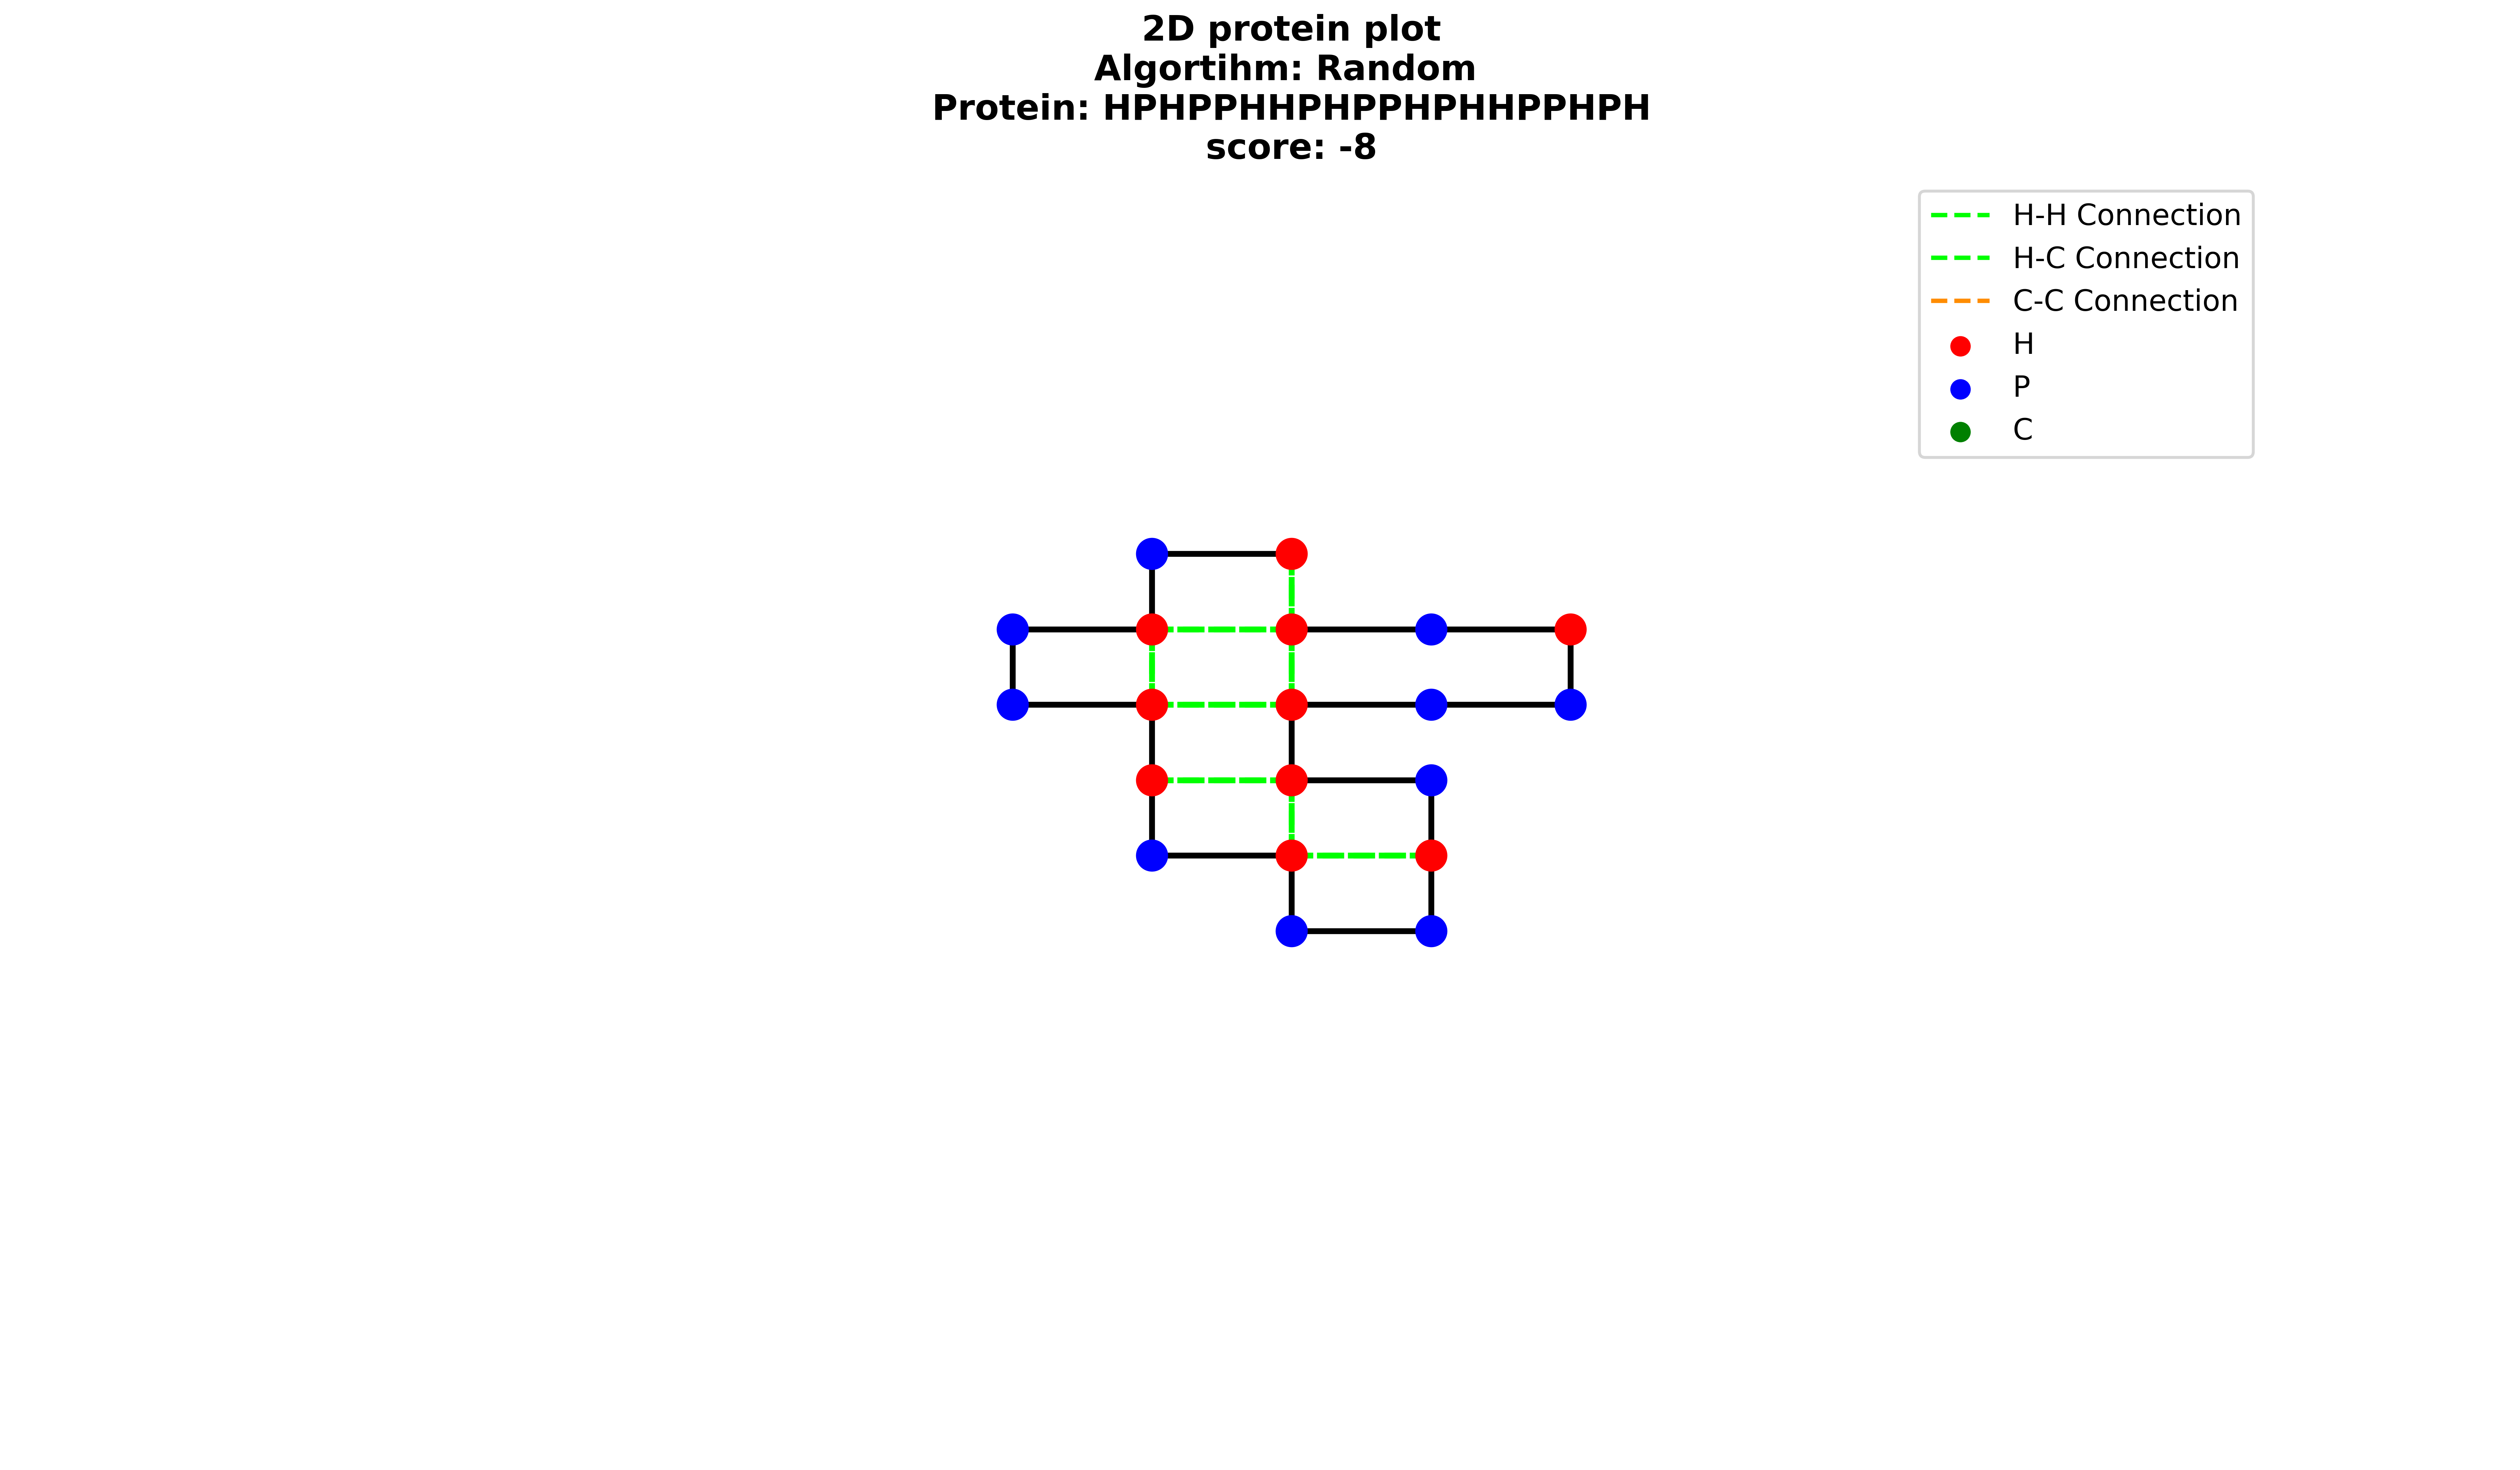 2D protein plot
Algortihm: Random
Protein: HPHPPHHPHPPHPHHPPHPH
score: -8
H-H Connection
H-C Connection
C-C Connection
H
P
C